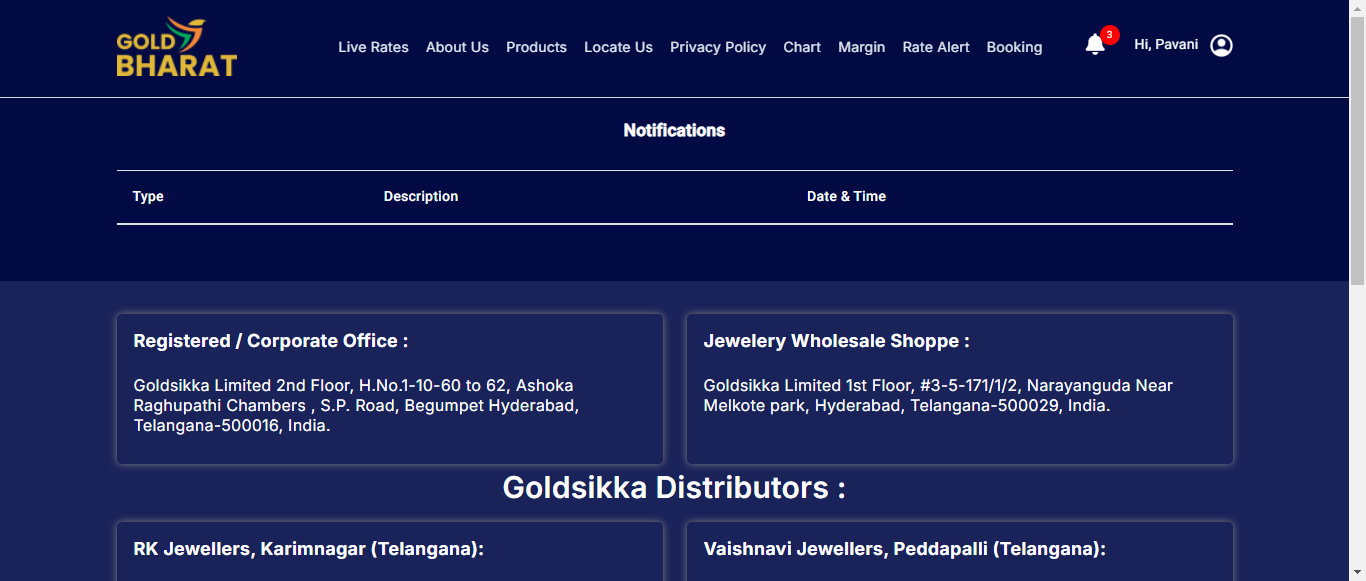 GOLD
BHARAT
Live Rates About Us Products Locate Us Privacy Policy Chart Margin Rate Alert Booking 3 Hi, Pavani
Notifications
Type Description Date & Time
Registered / Corporate Office :
Goldsikka Limited 2nd Floor, H.No.1-10-60 to 62, Ashoka
Raghupathi Chambers , S.P. Road, Begumpet Hyderabad,
Telangana-500016, India.
Jewelery Wholesale Shoppe :
Goldsikka Limited 1st Floor, #3-5-171/1/2, Narayanguda Near
Melkote park, Hyderabad, Telangana-500029, India.
Goldsikka Distributors :
RK Jewellers, Karimnagar (Telangana):
Vaishnavi Jewellers, Peddapalli (Telangana):